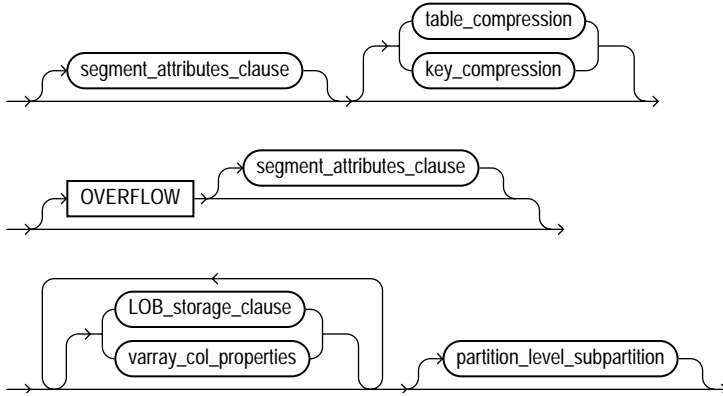 table_compression
segment_attributes_clause
key_compression
segment_attributes_clause
OVERFLOW
LOB_storage_clause
varray_col_properties
partition_level_subpartition